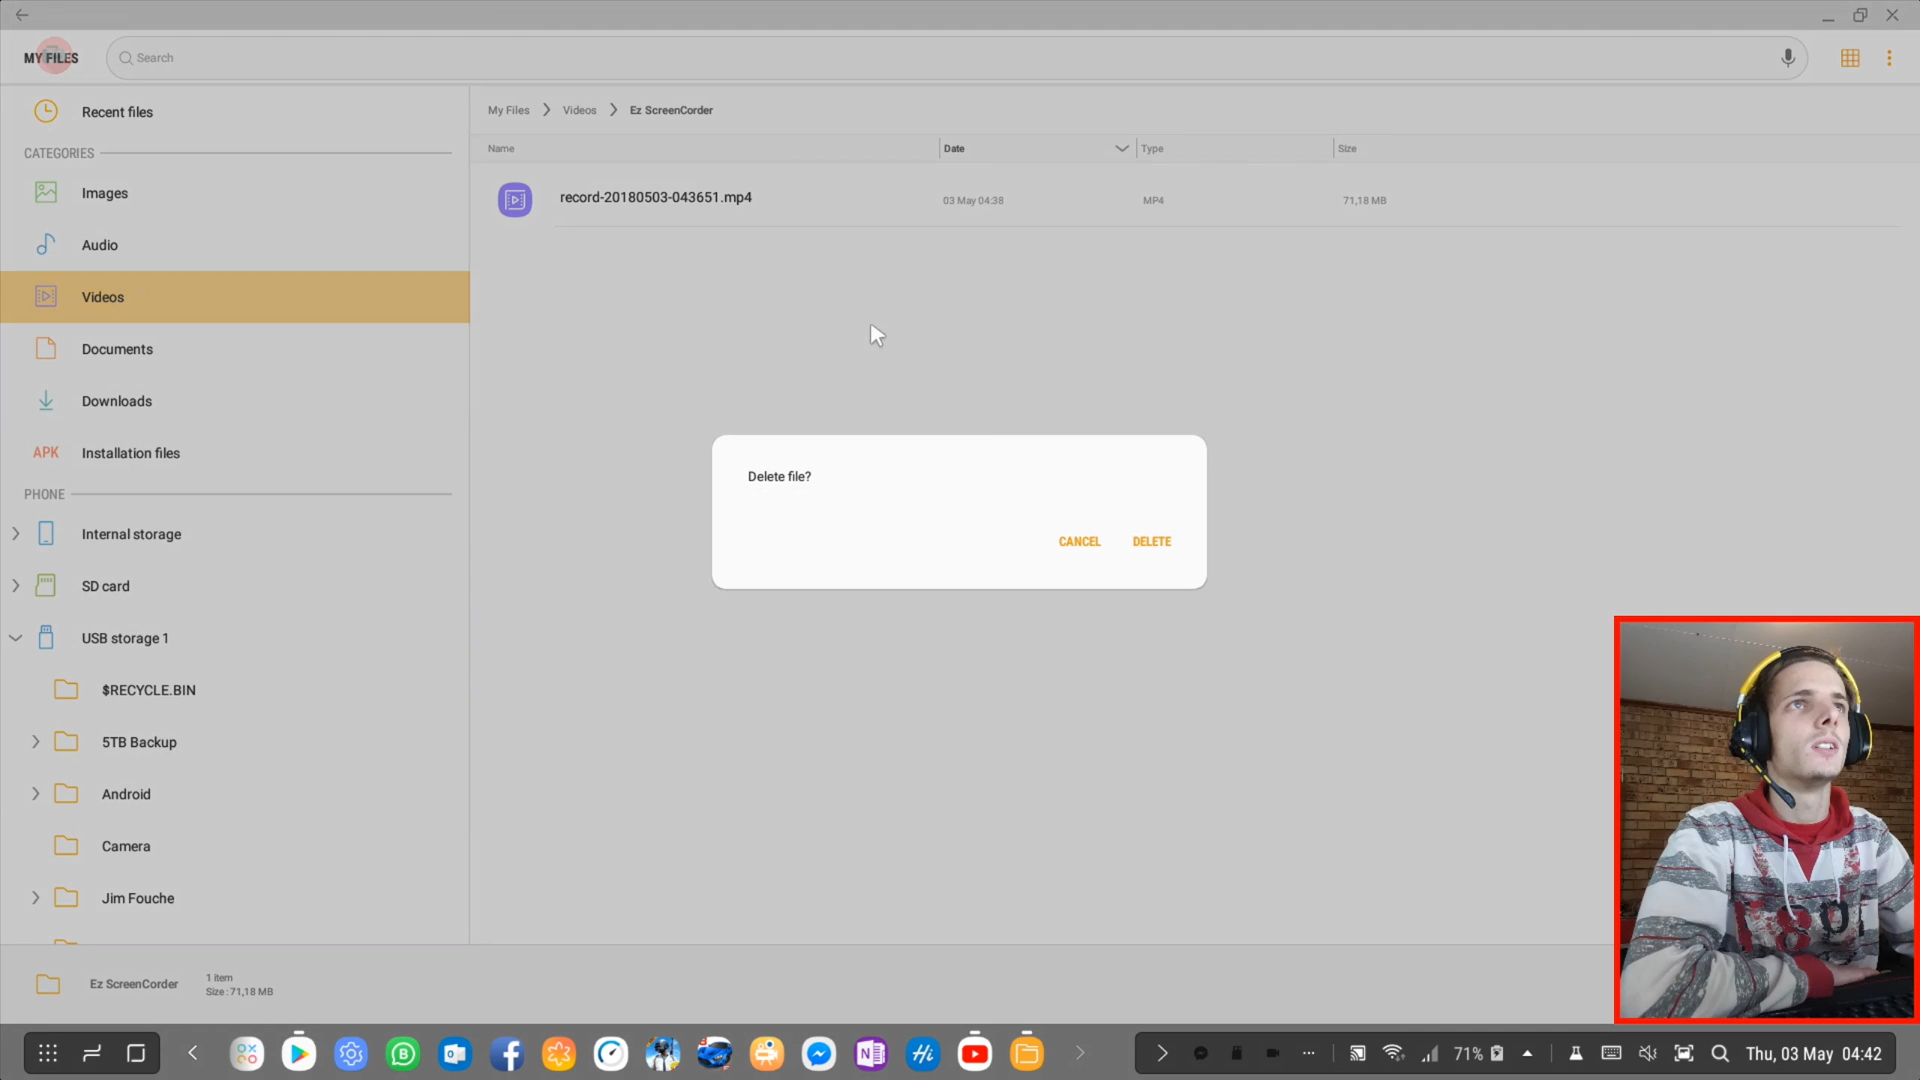 MY FILES
Search
Recent files
CATEGORIES
Images
Audio
Videos
Documents
Downloads
APK Installation files
PHONE
Internal storage
SD card
USB storage 1
$RECYCLE.BIN
5TB Backup
Android
Camera
Jim Fouche
My Files > Videos > Ez ScreenCorder
Name Date Type Size
record-20180503-043651.mp4 03 May 04:38 MP4 71,18 MB
Delete file?
CANCEL DELETE
Ez ScreenCorder
1 item
Size : 71,18 MB
71%
Thu, 03 May 04:42